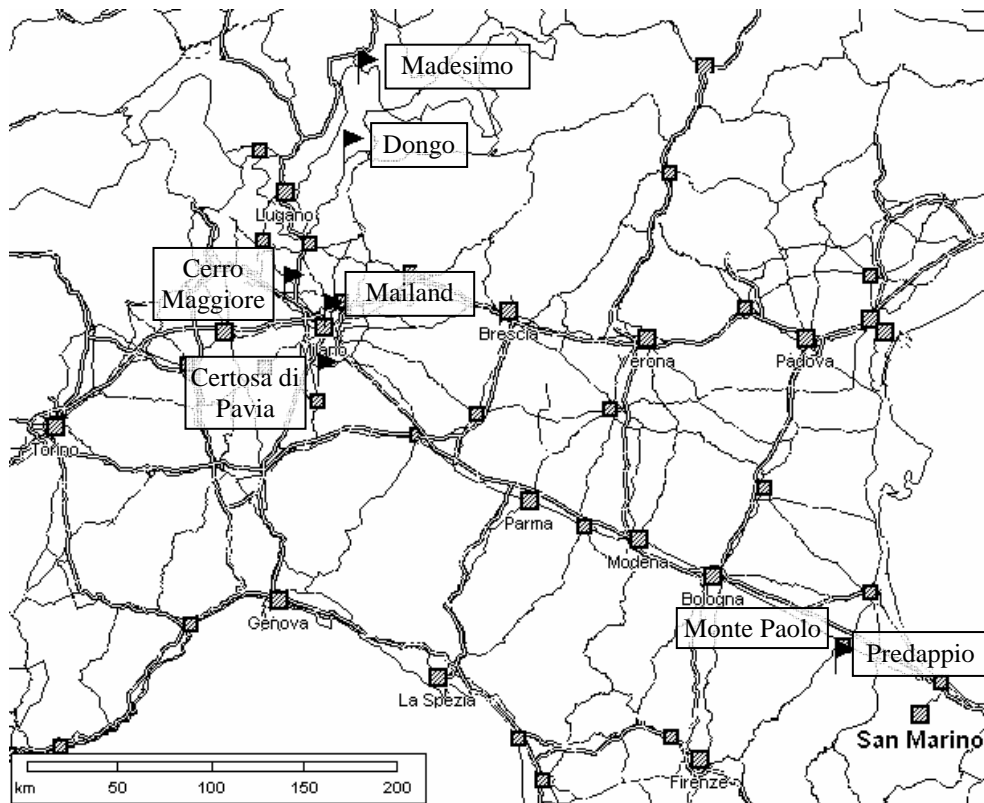 Madesimo
Dongo
Lugano
Cerro
Maggiore
Mailand
Brescia
Milano
Verona
Padova
Certosa di
Pavia
Torino
Parma
Modena
Bologna
Genova
Monte Paolo
Predappio
La Spezia
San Marino
Firenze
km 50 100 150 200